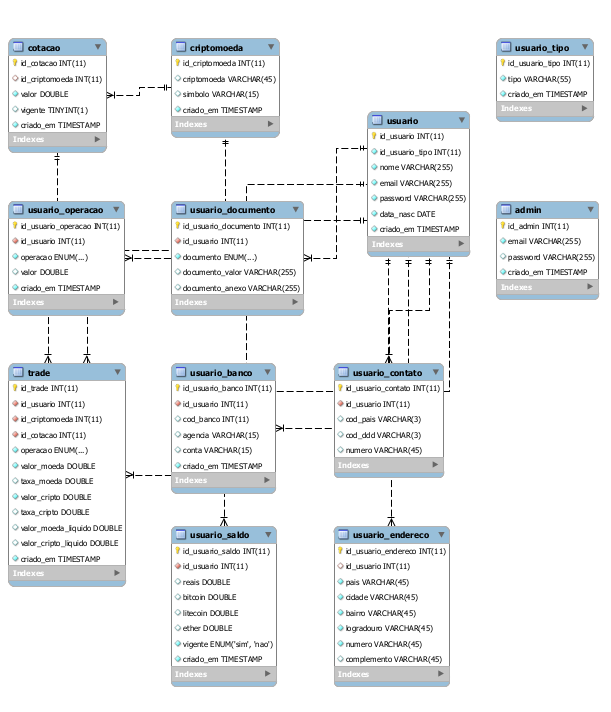 cotacao
id_cotacao INT(11)
id_criptomoeda INT(11)
valor DOUBLE
vigente TINYINT(1)
criado_em TIMESTAMP
Indexes
criptomoeda
id_criptomoeda INT(11)
criptomoeda VARCHAR(45)
simbolo VARCHAR(15)
criado_em TIMESTAMP
Indexes
usuario_tipo
id_usuario_tipo INT(11)
tipo VARCHAR(55)
criado_em TIMESTAMP
Indexes
usuario
id_usuario INT(11)
id_usuario_tipo INT(11)
nome VARCHAR(255)
email VARCHAR(255)
password VARCHAR(255)
data_nasc DATE
criado_em TIMESTAMP
Indexes
usuario_operacao
id_usuario_operacao INT(11)
id_usuario INT(11)
operacao ENUM(...)
valor DOUBLE
criado_em TIMESTAMP
Indexes
usuario_documento
id_usuario_documento INT(11)
id_usuario INT(11)
documento ENUM(...)
documento_valor VARCHAR(255)
documento_anexo VARCHAR(255)
Indexes
admin
id_admin INT(11)
email VARCHAR(255)
password VARCHAR(255)
criado_em TIMESTAMP
Indexes
trade
id_trade INT(11)
id_usuario INT(11)
id_criptomoeda INT(11)
id_cotacao INT(11)
operacao ENUM(...)
valor_moeda DOUBLE
taxa_moeda DOUBLE
valor_cripto DOUBLE
taxa_cripto DOUBLE
valor_moeda_liquido DOUBLE
valor_cripto_liquido DOUBLE
criado_em TIMESTAMP
Indexes
usuario_banco
id_usuario_banco INT(11)
id_usuario INT(11)
cod_banco INT(11)
agencia VARCHAR(15)
conta VARCHAR(15)
criado_em TIMESTAMP
Indexes
usuario_contato
id_usuario_contato INT(11)
id_usuario INT(11)
cod_pais VARCHAR(3)
cod_ddd VARCHAR(3)
numero VARCHAR(45)
Indexes
usuario_saldo
id_usuario_saldo INT(11)
id_usuario INT(11)
reais DOUBLE
bitcoin DOUBLE
litecoin DOUBLE
ether DOUBLE
vigente ENUM('sim', 'nao')
criado_em TIMESTAMP
Indexes
usuario_endereco
id_usuario_endereco INT(11)
id_usuario INT(11)
pais VARCHAR(45)
cidade VARCHAR(45)
bairro VARCHAR(45)
logradouro VARCHAR(45)
numero VARCHAR(45)
complemento VARCHAR(45)
Indexes